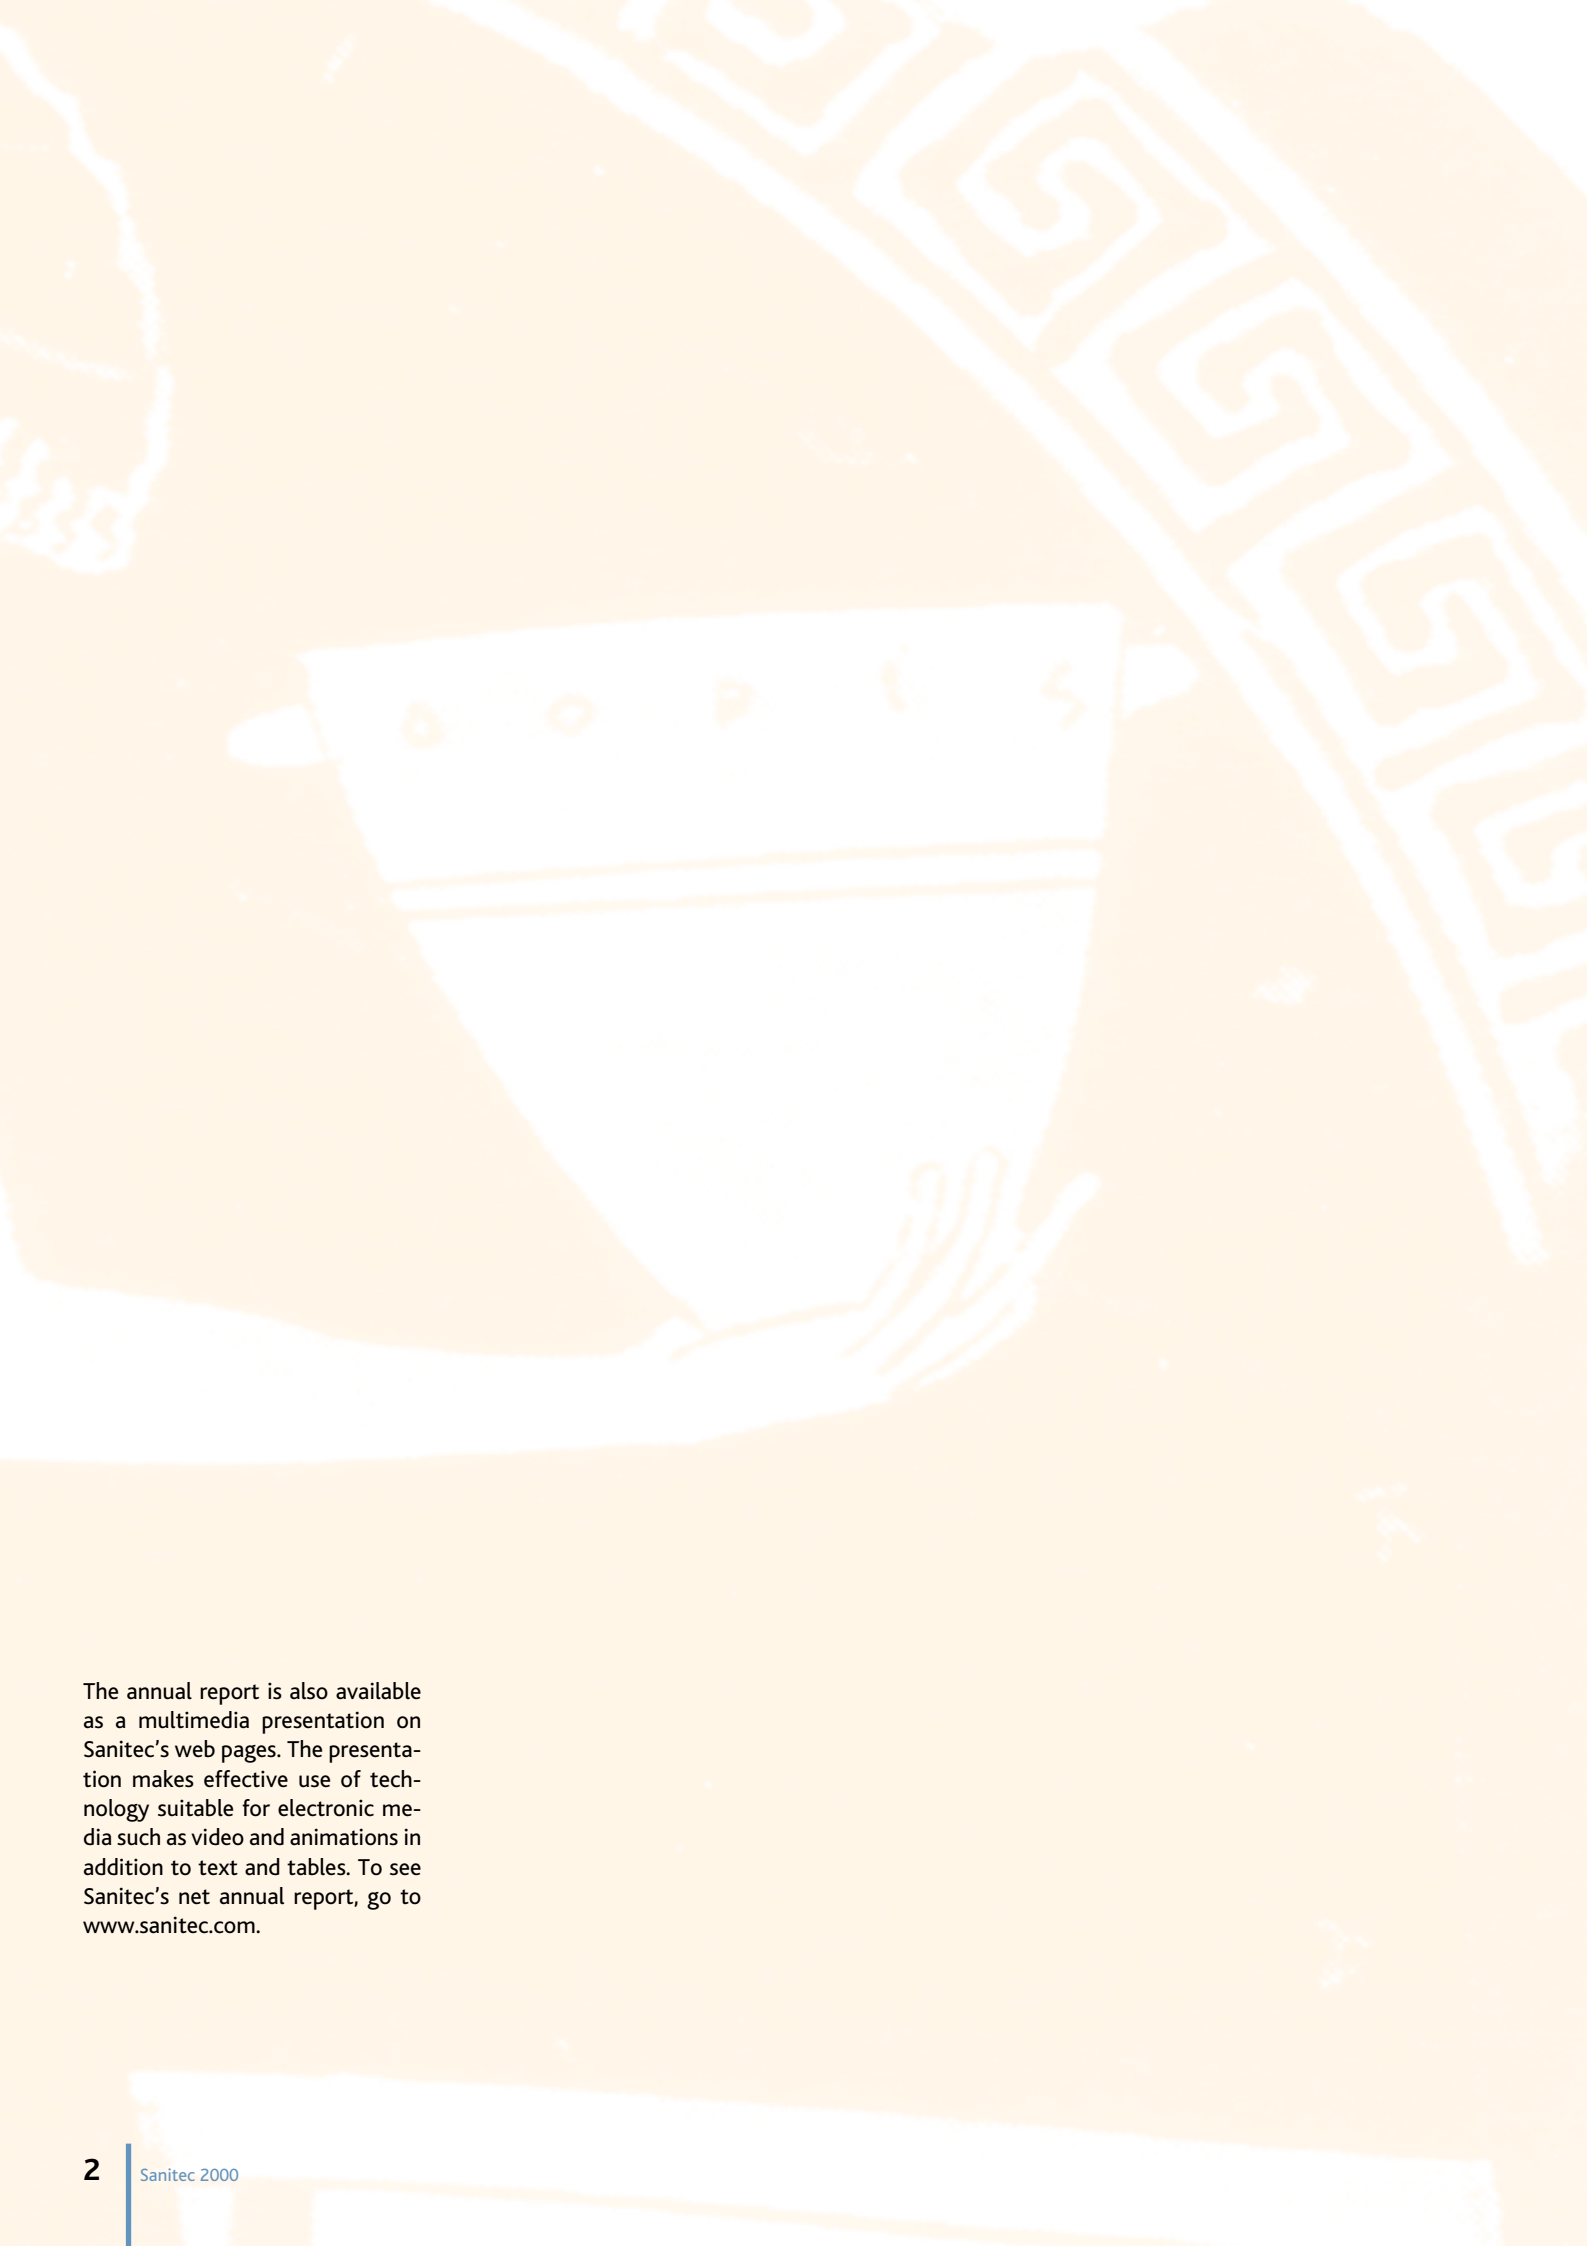 The annual report is also available
as a multimedia presentation on
Sanitec's web pages. The presenta-
tion makes effective use of tech-
nology suitable for electronic me-
dia such as video and animations in
addition to text and tables. To see
Sanitec's net annual report, go to
www.sanitec.com.
2
Sanitec 2000